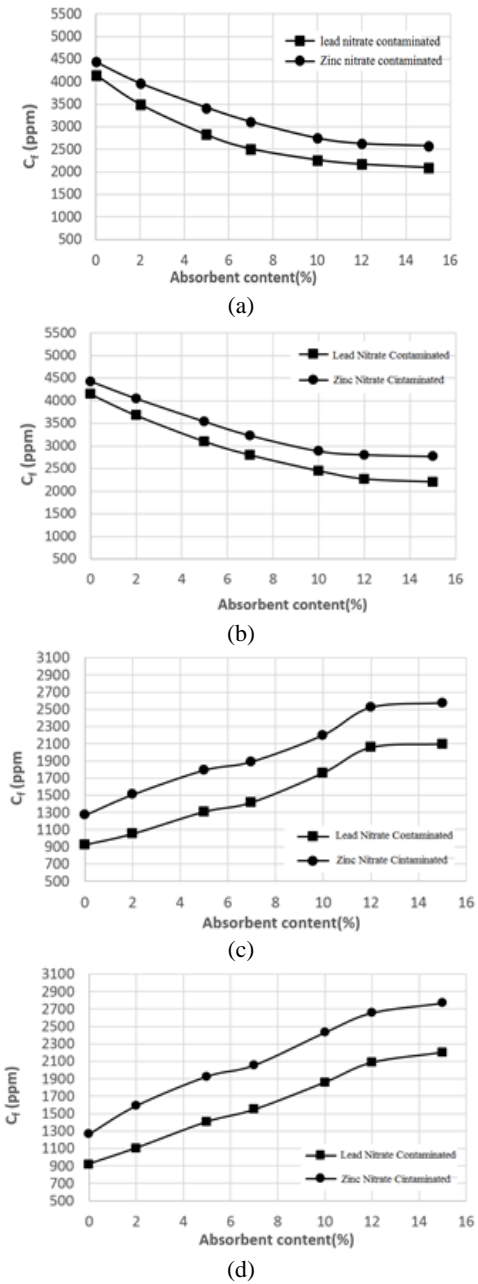 5500
5000
4500
4000
3500
3000
2500
2000
1500
1000
500
Cf (ppm)
lead nitrate contaminated
Zinc nitrate contaminated
0 2 4 6 8 10 12 14 16
Absorbent content(%)
(a)
5500
5000
4500
4000
3500
3000
2500
2000
1500
1000
500
Cf (ppm)
Lead Nitrate Contaminated
Zinc Nitrate Cintaminated
0 2 4 6 8 10 12 14 16
Absorbent content(%)
(b)
3100
2900
2700
2500
2300
2100
1900
1700
1500
1300
1100
900
700
500
Cf (ppm
Lead Nitrate Contaminated
Zinc Nitrate Cintaminated
0 2 4 6 8 10 12 14 16
Absorbent content(%)
(c)
3100
2900
2700
2500
2300
2100
1900
1700
1500
1300
1100
900
700
500
Cf (ppm)
Lead Nitrate Contaminated
Zinc Nitrate Cintaminated
0 2 4 6 8 10 12 14 16
Absorbent content(%)
(d)